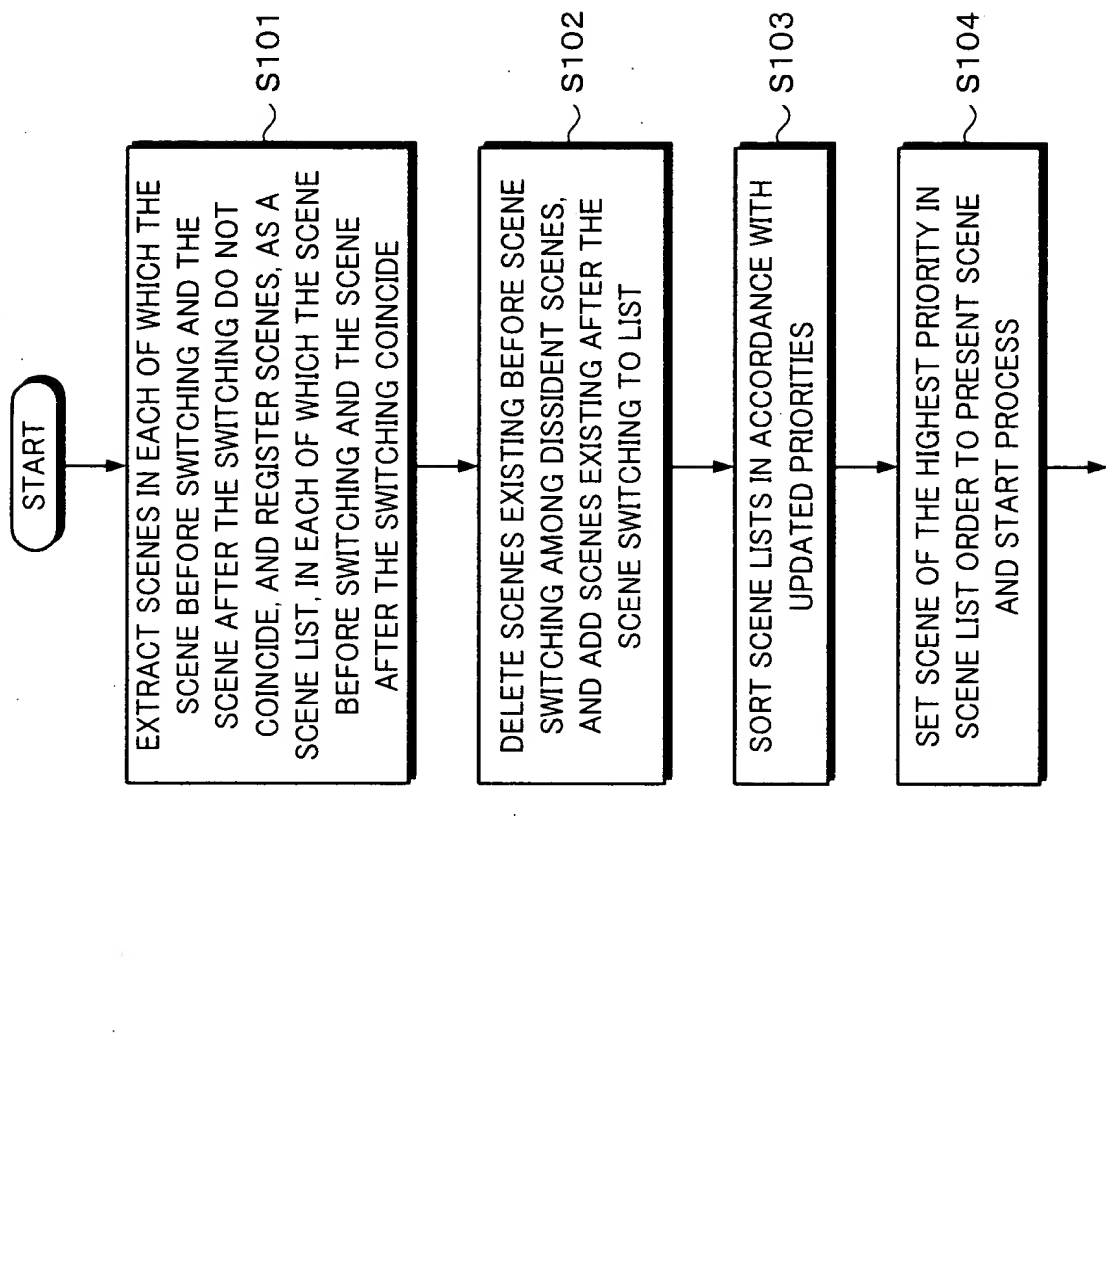 START
EXTRACT SCENES IN EACH OF WHICH THE
SCENE BEFORE SWITCHING AND THE
SCENE AFTER THE SWITCHING DO NOT
COINCIDE, AND REGISTER SCENES, AS A
SCENE LIST, IN EACH OF WHICH THE SCENE
BEFORE SWITCHING AND THE SCENE
AFTER THE SWITCHING COINCIDE
S101
DELETE SCENES EXISTING BEFORE SCENE
SWITCHING AMONG DISSIDENT SCENES,
AND ADD SCENES EXISTING AFTER THE
SCENE SWITCHING TO LIST
S102
SORT SCENE LISTS IN ACCORDANCE WITH
UPDATED PRIORITIES
S103
SET SCENE OF THE HIGHEST PRIORITY IN
SCENE LIST ORDER TO PRESENT SCENE
AND START PROCESS
S104